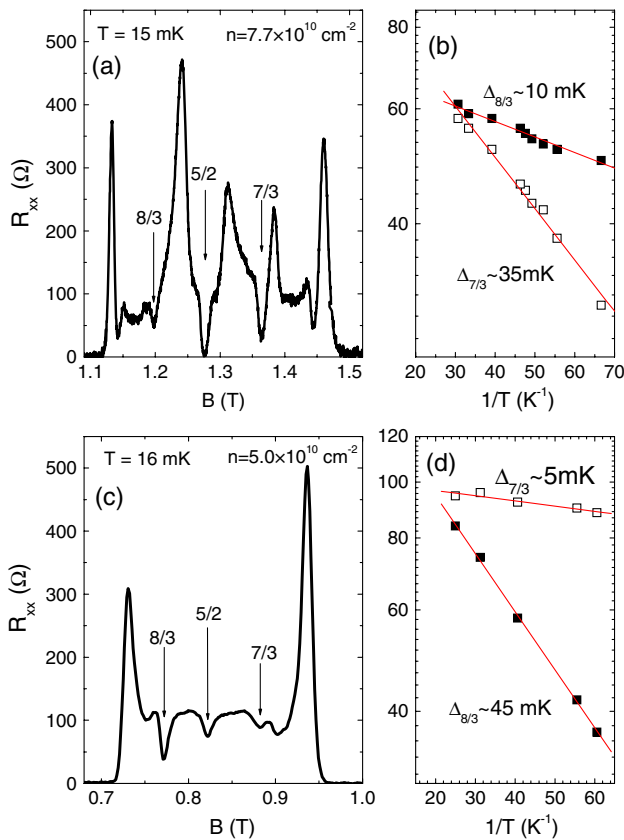 T = 15 mK n=7.7×10¹⁰ cm⁻²
(a)
8/3 5/2 7/3
R_xx (Ω)
500
400
300
200
100
0
1.1 1.2 1.3 1.4 1.5
B (T)
(b)
Δ_8/3~10 mK
Δ_7/3~35mK
80
60
40
20 30 40 50 60 70
1/T (K⁻¹)
T = 16 mK n=5.0×10¹⁰ cm⁻²
(c)
8/3 5/2 7/3
R_xx (Ω)
500
400
300
200
100
0
0.7 0.8 0.9 1.0
B (T)
(d)
Δ_7/3~5mK
Δ_8/3~45 mK
120
100
80
60
40
20 30 40 50 60
1/T (K⁻¹)